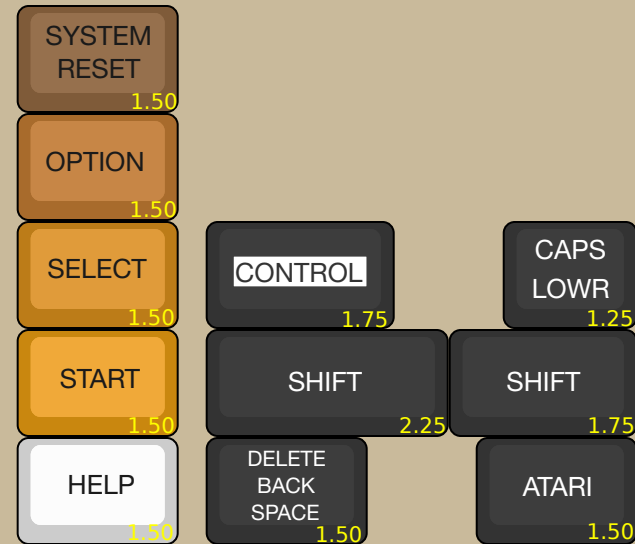 SYSTEM
RESET
1.50
OPTION
1.50
SELECT
1.50
CONTROL
1.75
CAPS
LOWR
1.25
START
1.50
SHIFT
2.25
SHIFT
1.75
HELP
1.50
DELETE
BACK
SPACE
1.50
ATARI
1.50